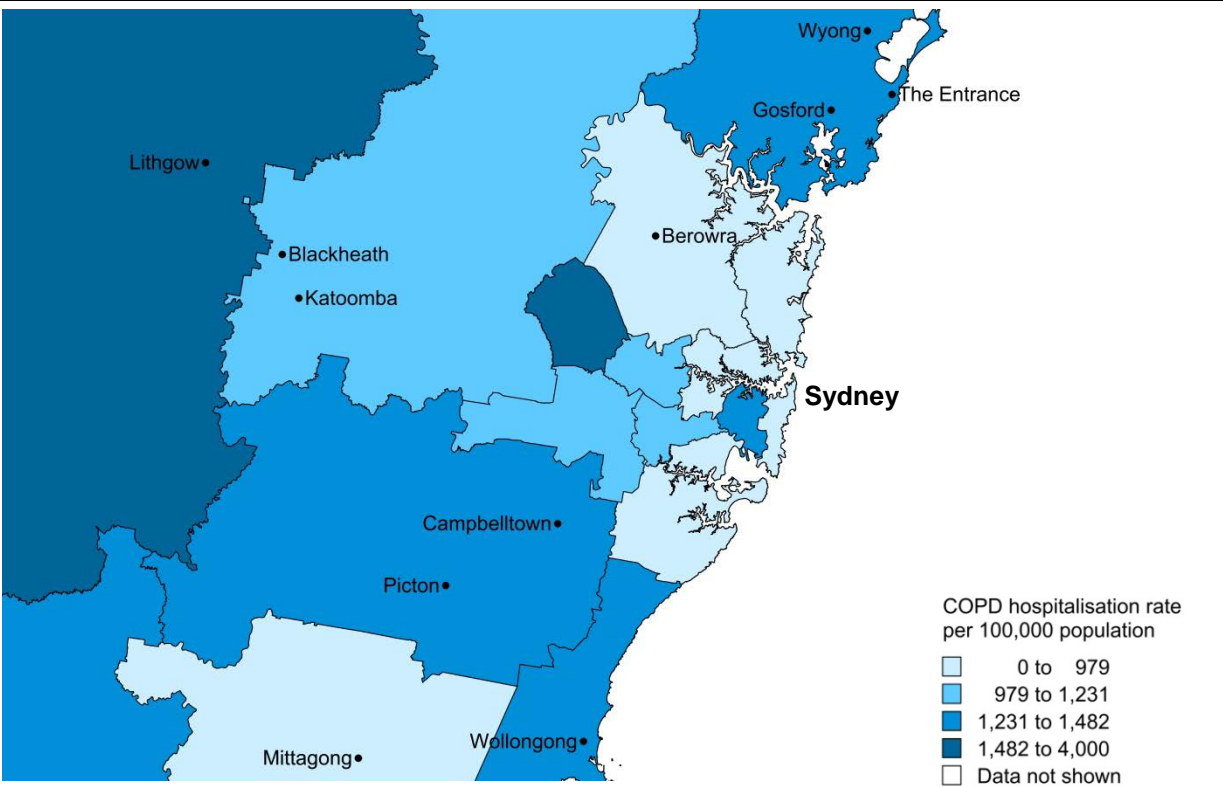 Wyong
The Entrance
Gosford
Lithgow
Berowra
Blackheath
Katoomba
Sydney
Campbelltown
Picton
Wollongong
Mittagong
COPD hospitalisation rate
per 100,000 population
0 to 979
979 to 1,231
1,231 to 1,482
1,482 to 4,000
Data not shown